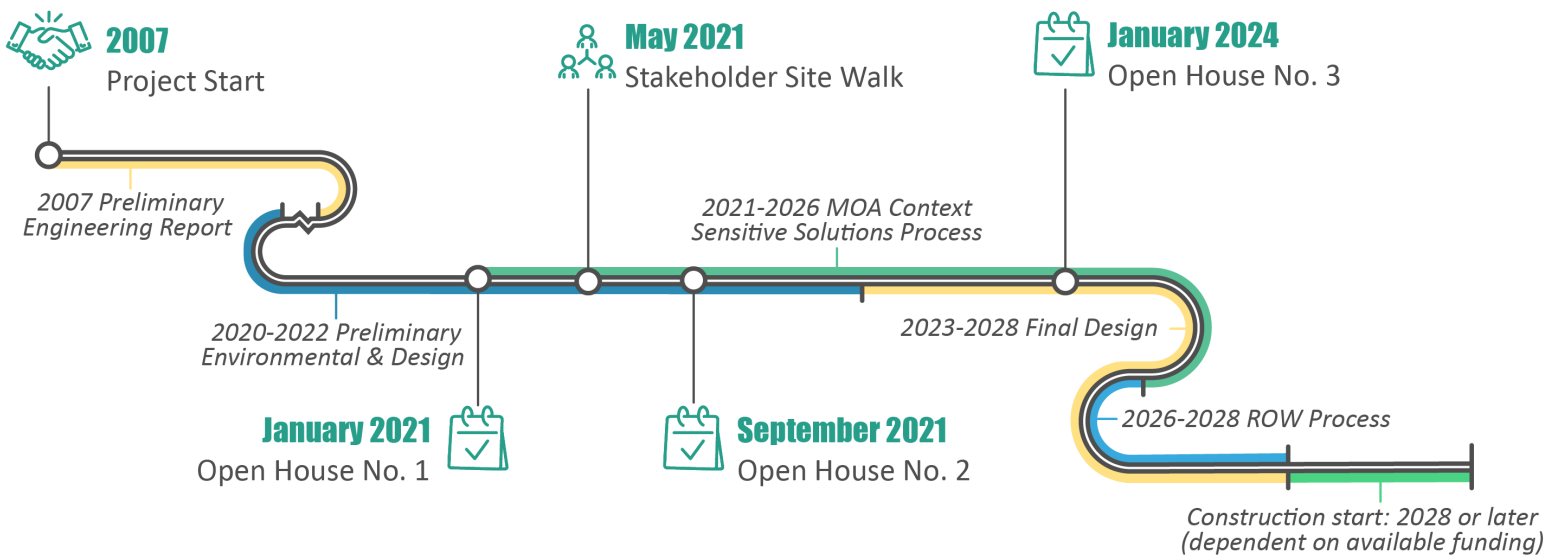 2007
Project Start
May 2021
Stakeholder Site Walk
January 2024
Open House No. 3
2007 Preliminary
Engineering Report
2021-2026 MOA Context
Sensitive Solutions Process
2020-2022 Preliminary
Environmental & Design
2023-2028 Final Design
January 2021
Open House No. 1
September 2021
Open House No. 2
2026-2028 ROW Process
Construction start: 2028 or later
(dependent on available funding)